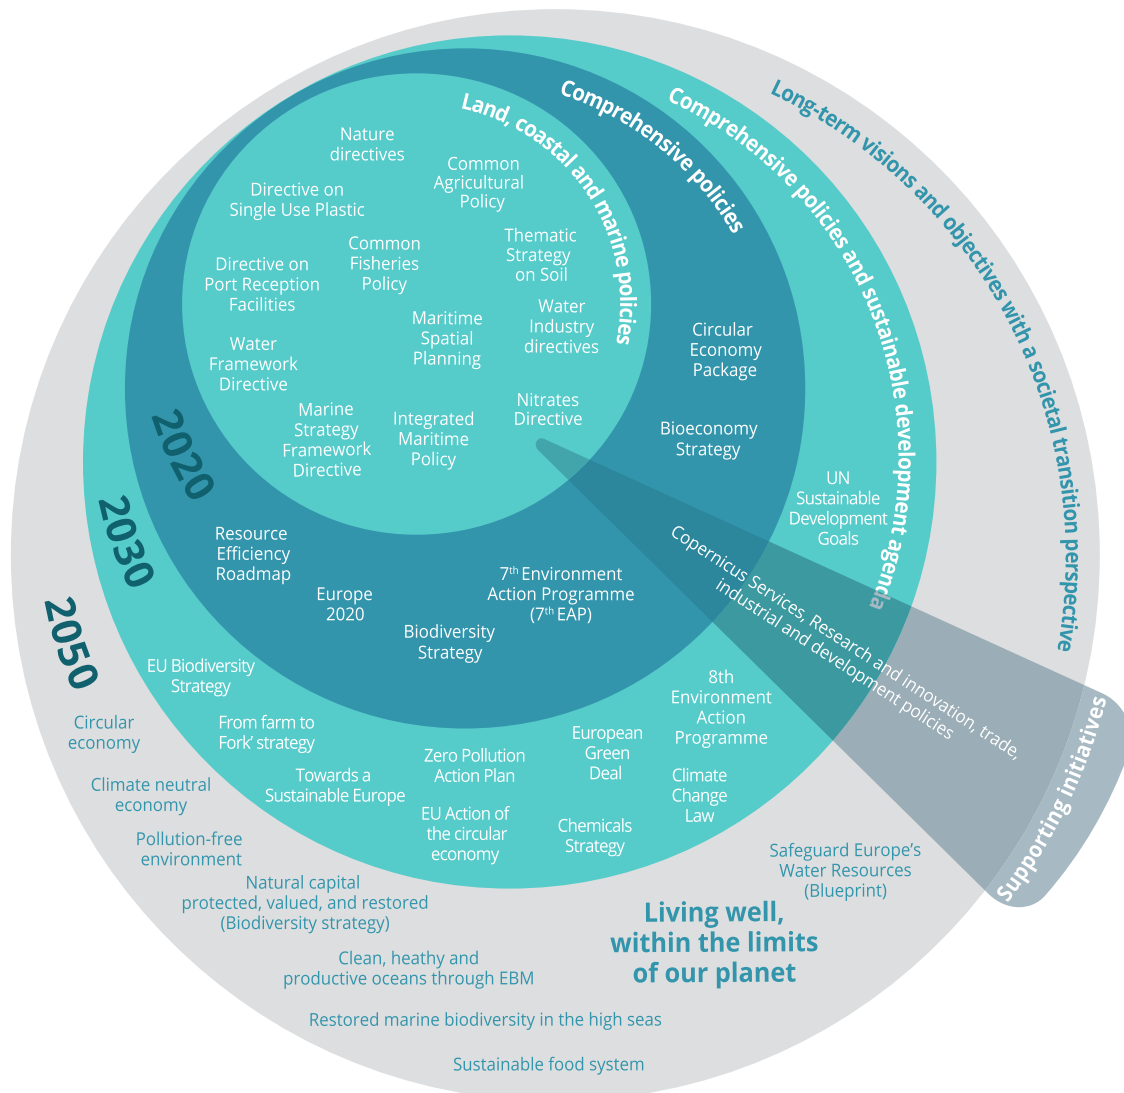 Long-term visions and objectives with a societal transition perspective
Comprehensive policies and sustainable development agenda
Comprehensive policies
Land, coastal and marine policies
Nature
directives
Common
Agricultural
Policy
Directive on
Single Use Plastic
Thematic
Strategy
on Soil
Common
Fisheries
Policy
Directive on
Port Reception
Facilities
Water
Industry
directives
Maritime
Spatial
Planning
Water
Framework
Directive
Nitrates
Directive
Marine
Strategy
Framework
Directive
Integrated
Maritime
Policy
2020
Circular
Economy
Package
Bioeconomy
Strategy
Resource
Efficiency
Roadmap
Europe
2020
Biodiversity
Strategy
7th Environment
Action Programme
(7th EAP)
2030
UN
Sustainable
Development
Goals
EU Biodiversity
Strategy
From farm to
Fork’ strategy
Towards a
Sustainable Europe
Zero Pollution
Action Plan
EU Action of
the circular
economy
European
Green
Deal
Chemicals
Strategy
8th
Environment
Action
Programme
Climate
Change
Law
2050
Circular
economy
Climate neutral
economy
Pollution-free
environment
Natural capital
protected, valued, and restored
(Biodiversity strategy)
Clean, heathy and
productive oceans through EBM
Restored marine biodiversity in the high seas
Sustainable food system
Safeguard Europe’s
Water Resources
(Blueprint)
Living well,
within the limits
of our planet
Copernicus Services, Research and innovation, trade,
industrial and development policies
Supporting initiatives